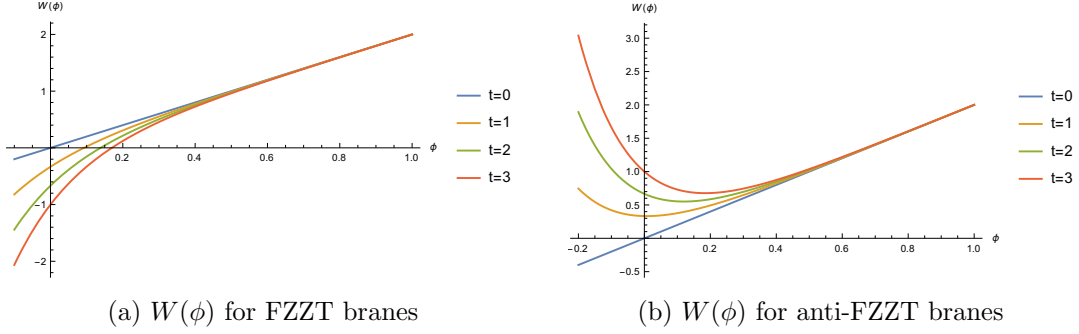 W(ϕ)
2
1
-1
-2
0.2 0.4 0.6 0.8 1.0
ϕ
t=0
t=1
t=2
t=3
(a) W(ϕ) for FZZT branes
W(ϕ)
3.0
2.5
2.0
1.5
1.0
0.5
-0.5
-0.2 0.2 0.4 0.6 0.8 1.0
ϕ
t=0
t=1
t=2
t=3
(b) W(ϕ) for anti-FZZT branes